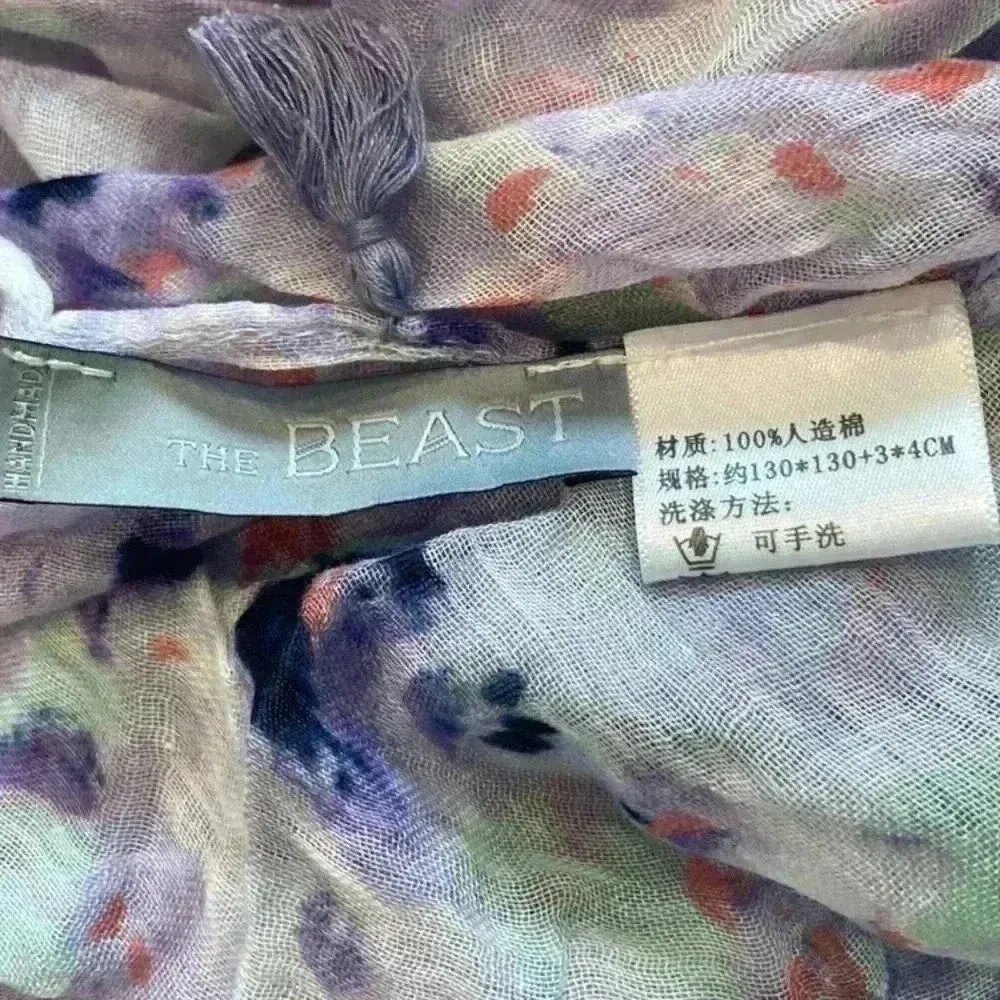 THE BEAST
材质:100%人造棉
规格:约130*130+3*4CM
洗涤方法:
可手洗